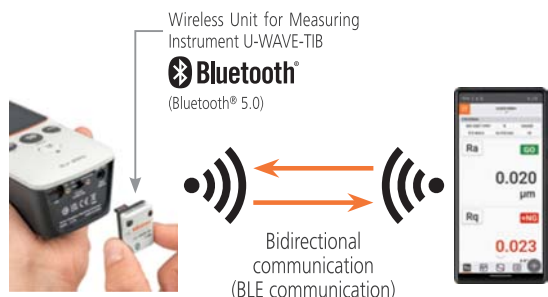 Wireless Unit for Measuring
Instrument U-WAVE-TIB
Bluetooth®
(Bluetooth® 5.0)
Bidirectional
communication
(BLE communication)
Ra
GO
0.020
µm
Rq
+NG
0.023